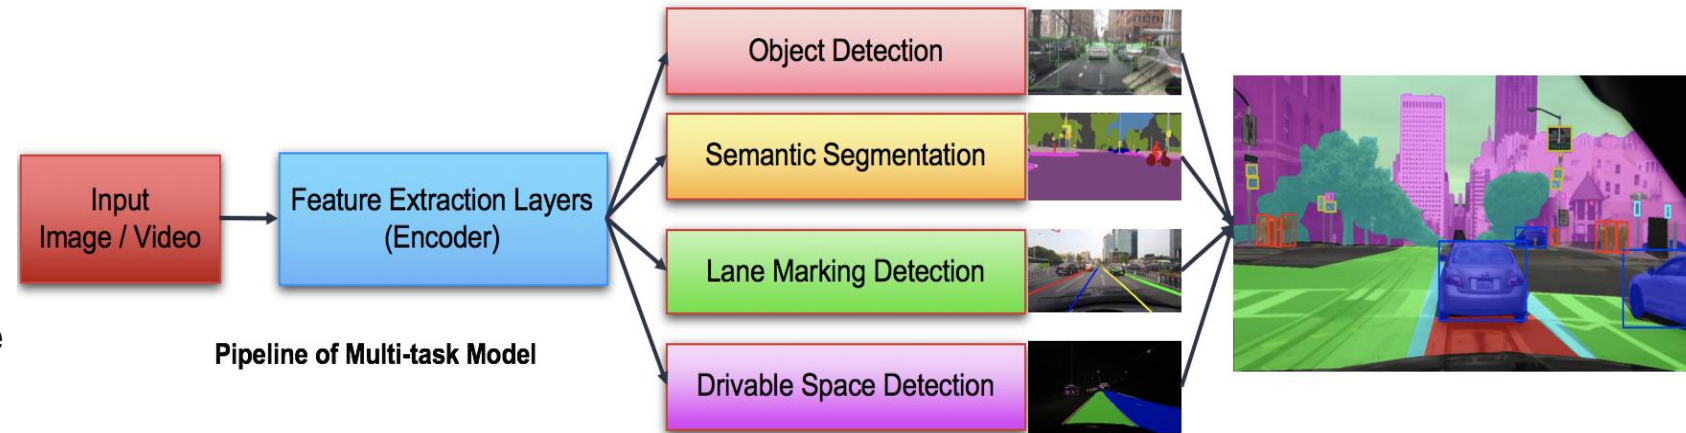 Input
Image / Video
Feature Extraction Layers
(Encoder)
Object Detection
Semantic Segmentation
Lane Marking Detection
Drivable Space Detection
e
Pipeline of Multi-task Model